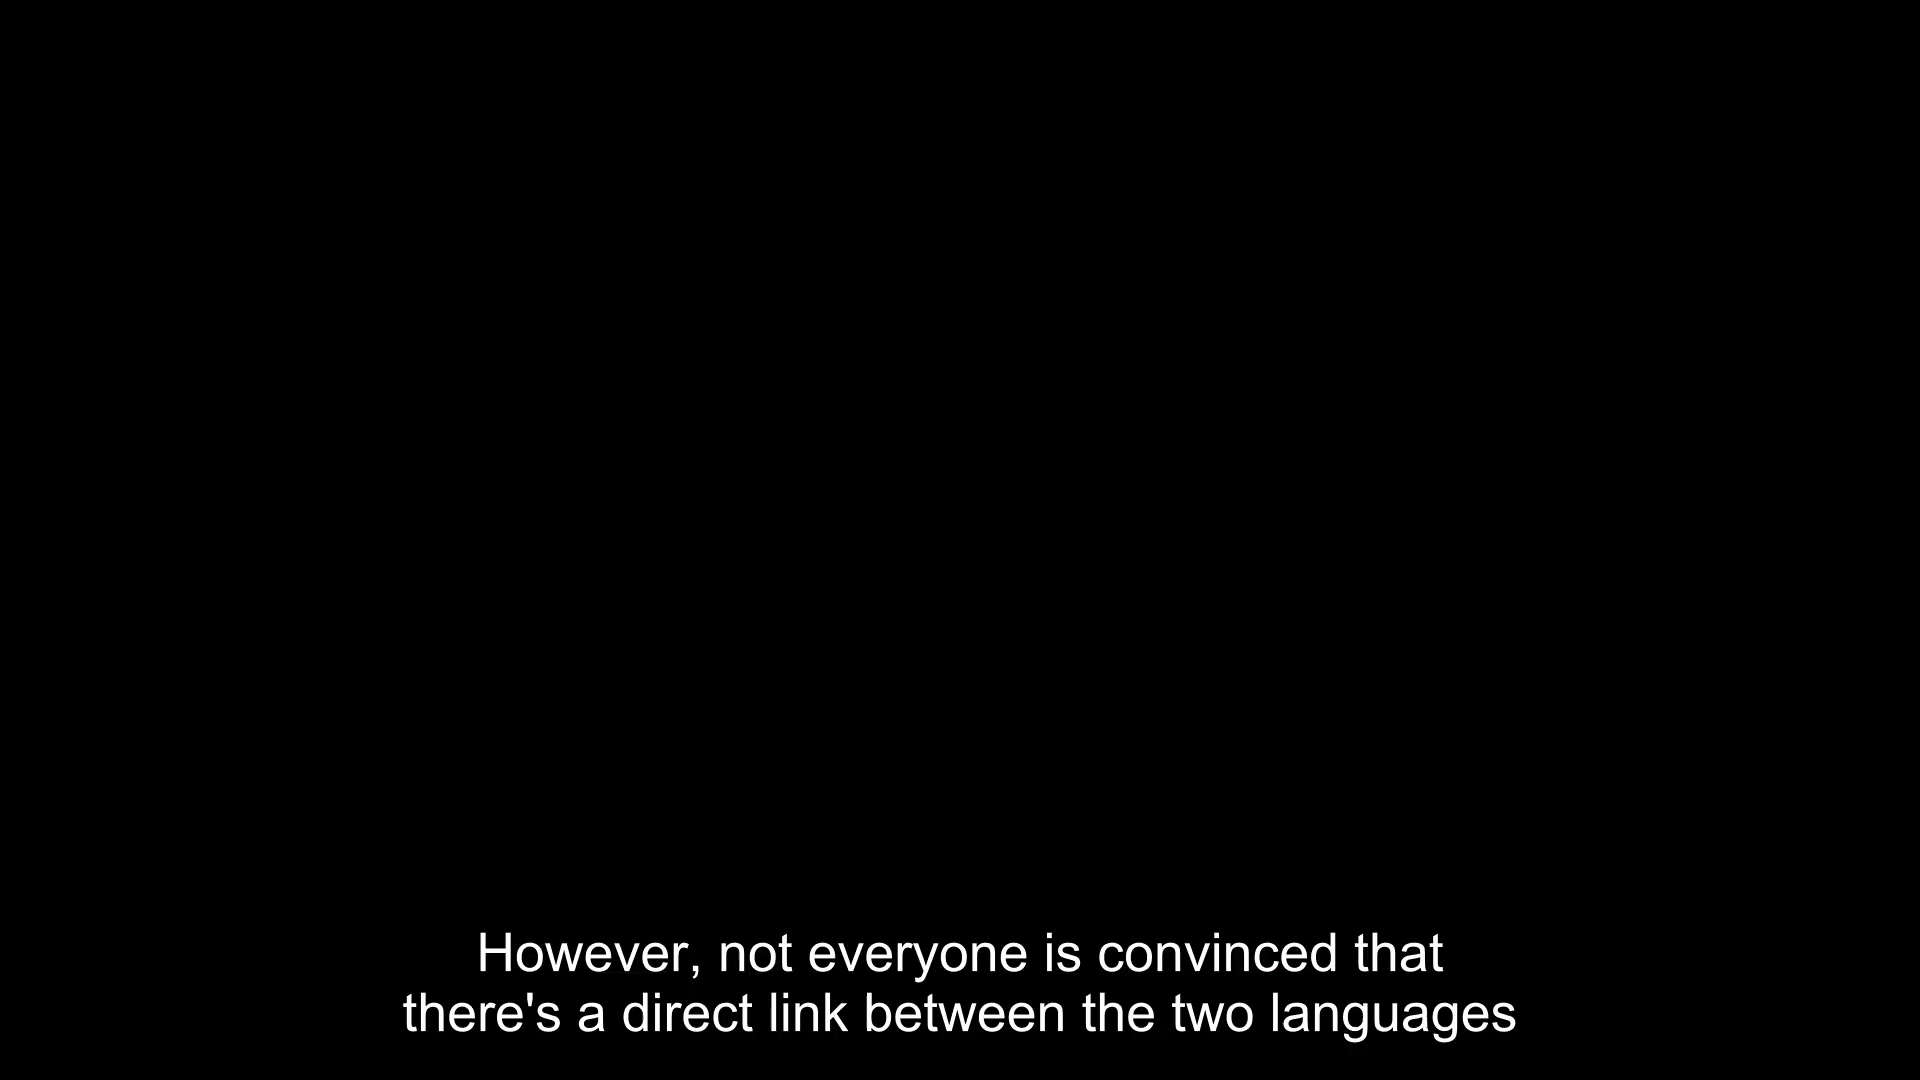 However, not everyone is convinced that
there's a direct link between the two languages